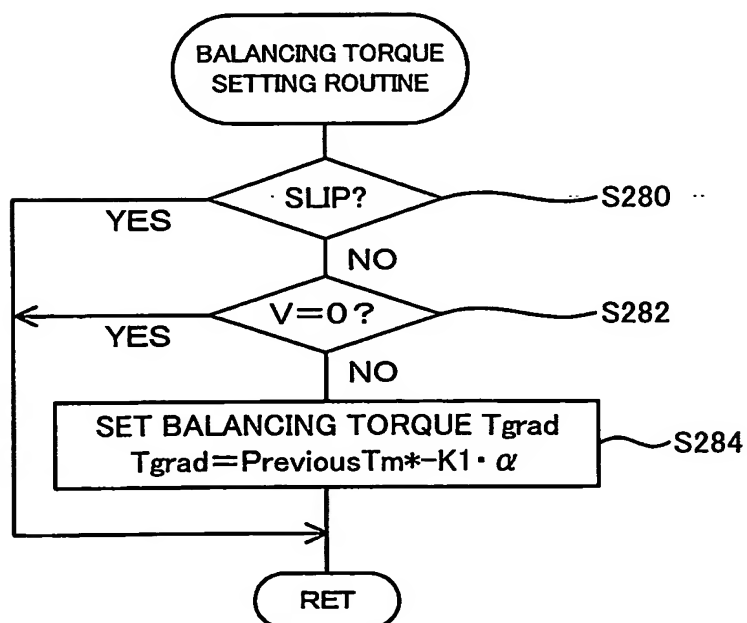 BALANCING TORQUE
SETTING ROUTINE
SLIP?
S280
YES
NO
V=0?
S282
YES
NO
SET BALANCING TORQUE Tgrad
Tgrad=PreviousTm*-K1・α
S284
RET